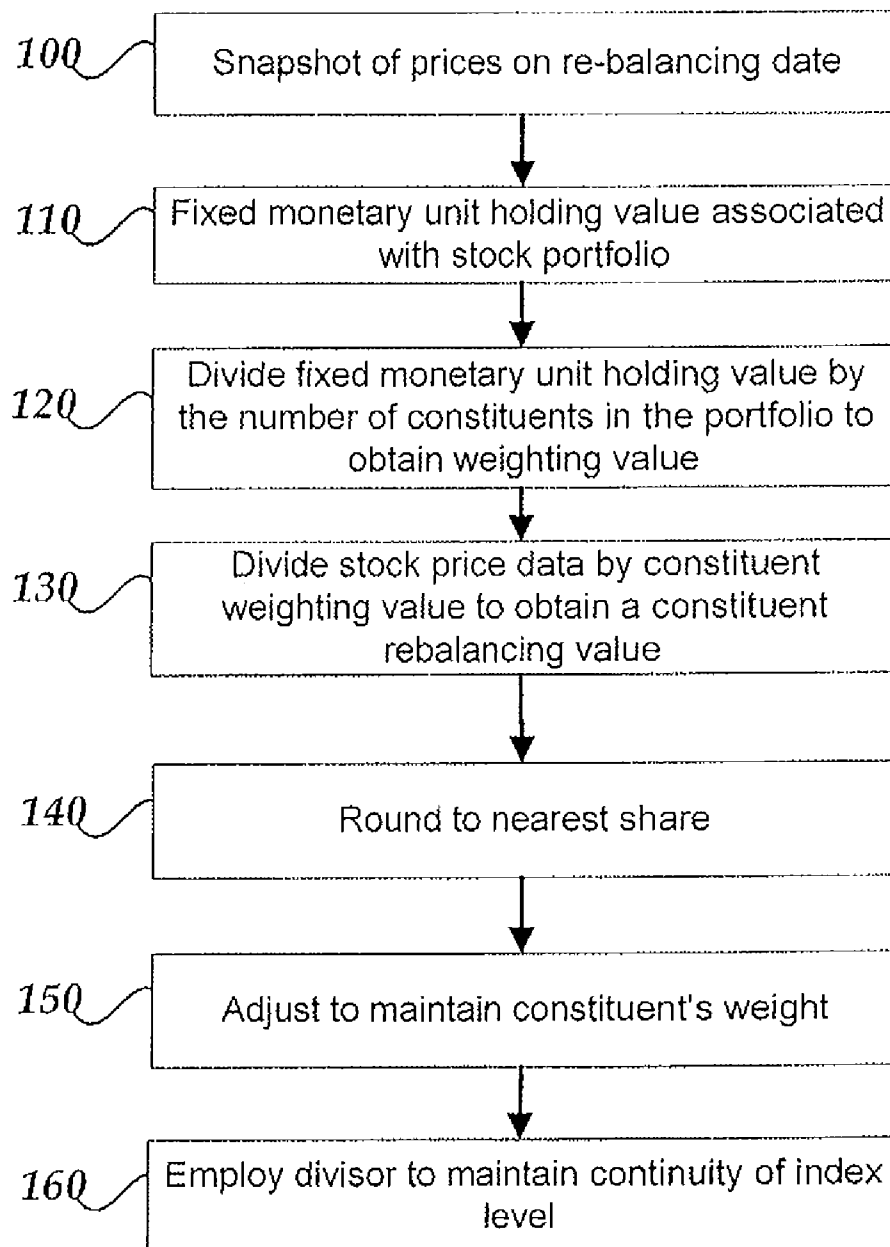 100
Snapshot of prices on re-balancing date
110
Fixed monetary unit holding value associated
with stock portfolio
120
Divide fixed monetary unit holding value by
the number of constituents in the portfolio to
obtain weighting value
130
Divide stock price data by constituent
weighting value to obtain a constituent
rebalancing value
140
Round to nearest share
150
Adjust to maintain constituent's weight
160
Employ divisor to maintain continuity of index
level